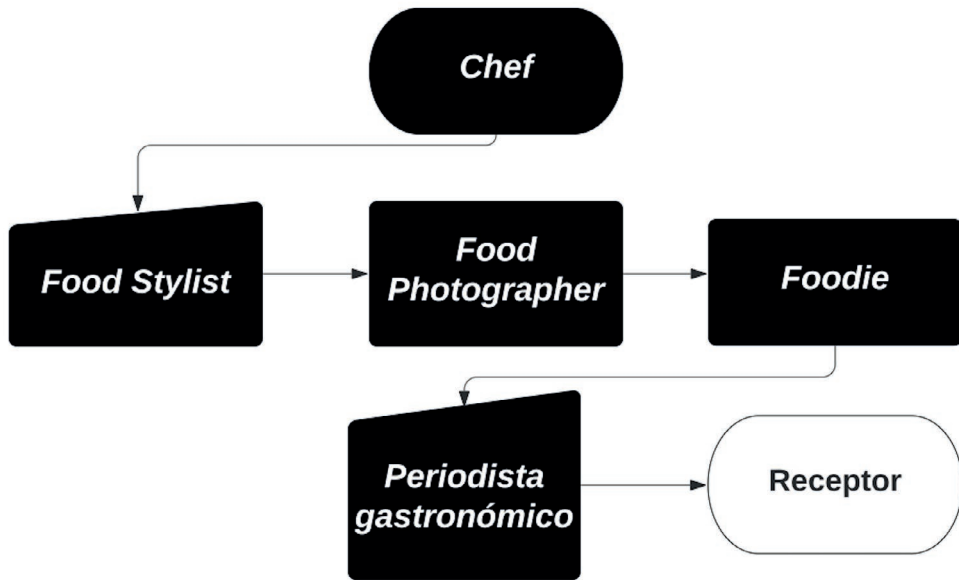 Chef
Food Stylist
Food
Photographer
Foodie
Periodista
gastronómico
Receptor